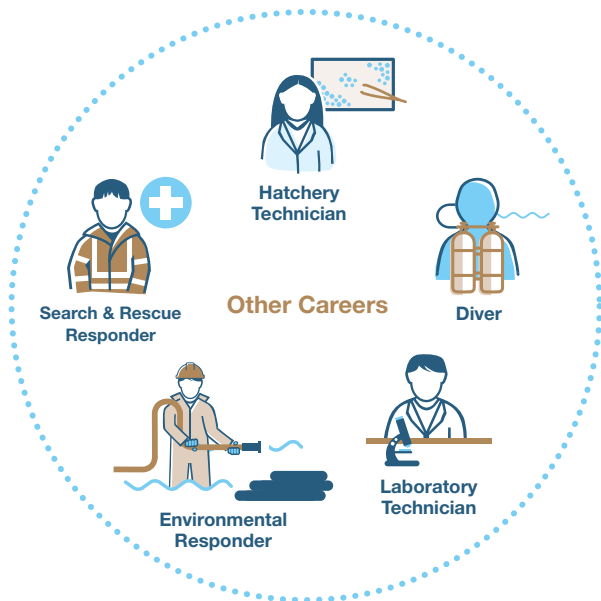 Hatchery
Technician
Search & Rescue
Responder
Other Careers
Diver
Laboratory
Technician
Environmental
Responder